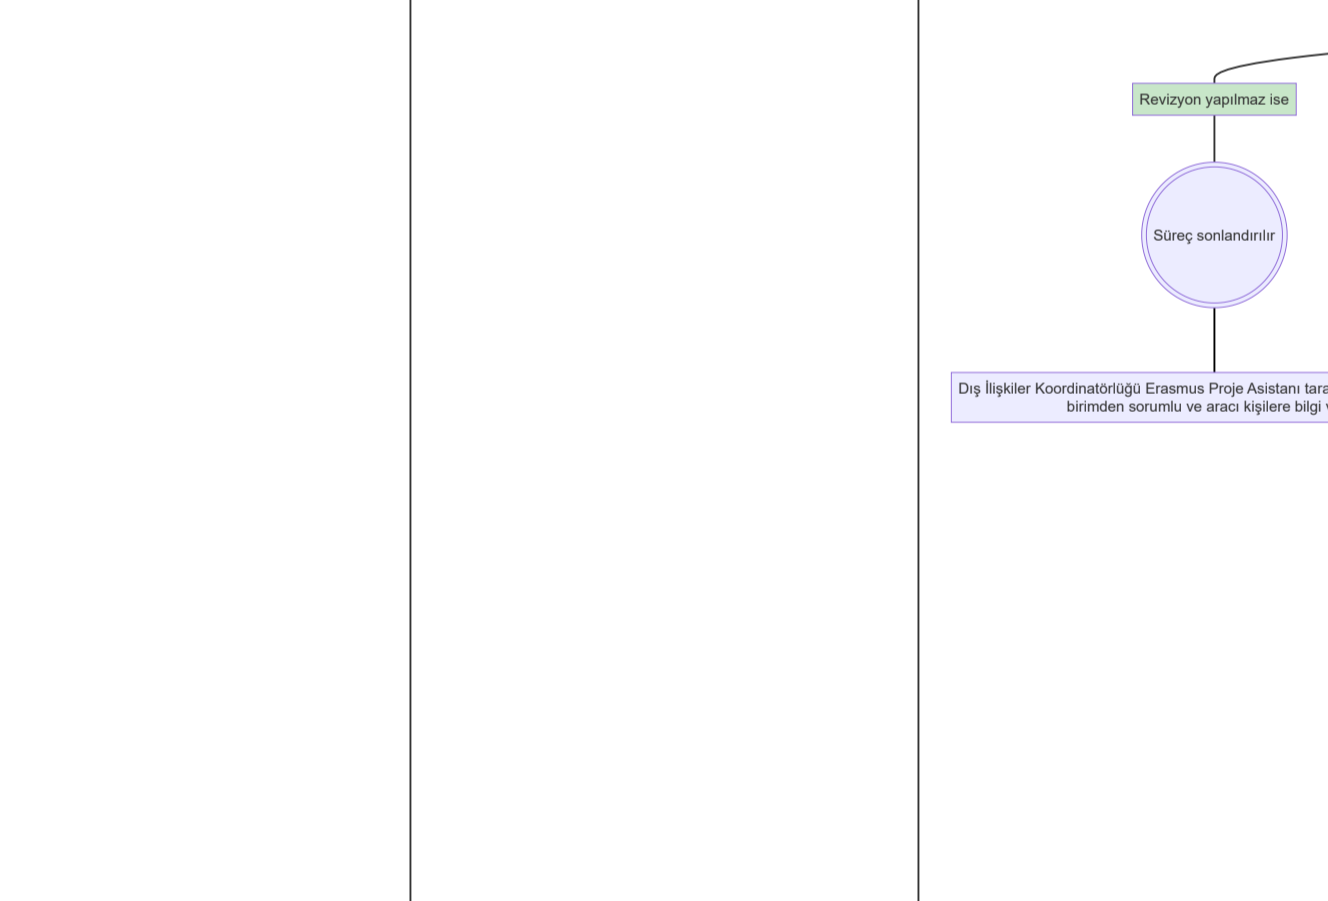 Revizyon yapılmaz ise
Süreç sonlandırılır
Dış İlişkiler Koordinatörlüğü Erasmus Proje Asistanı
birimden sorumlu ve aracı kişilere bilgi